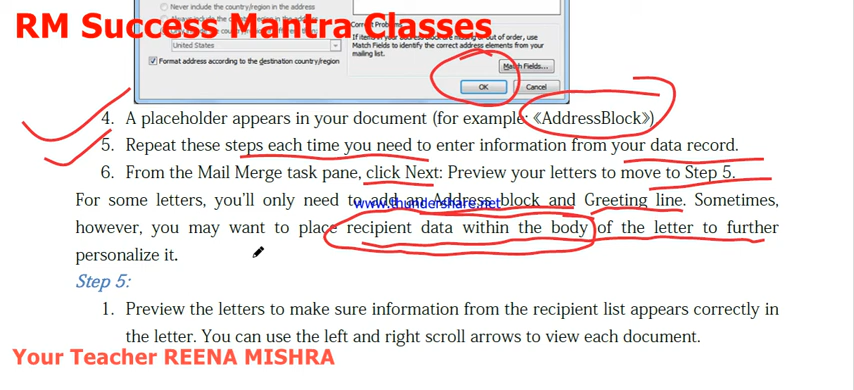 Never include the country/region in the address
RM Success Mantra Classes
Correct Problems
If items in your address block are missing or out of order, use
Match Fields to identify the correct address elements from your
mailing list.
United States
Format address according to the destination country/region
Match Fields...
OK
Cancel
4. A placeholder appears in your document (for example: 《AddressBlock》)
5. Repeat these steps each time you need to enter information from your data record.
6. From the Mail Merge task pane, click Next: Preview your letters to move to Step 5.
For some letters, you'll only need to add an Address block and Greeting line. Sometimes,
www.thundershare.net
however, you may want to place recipient data within the body of the letter to further
personalize it.
Step 5:
1. Preview the letters to make sure information from the recipient list appears correctly in
the letter. You can use the left and right scroll arrows to view each document.
Your Teacher REENA MISHRA